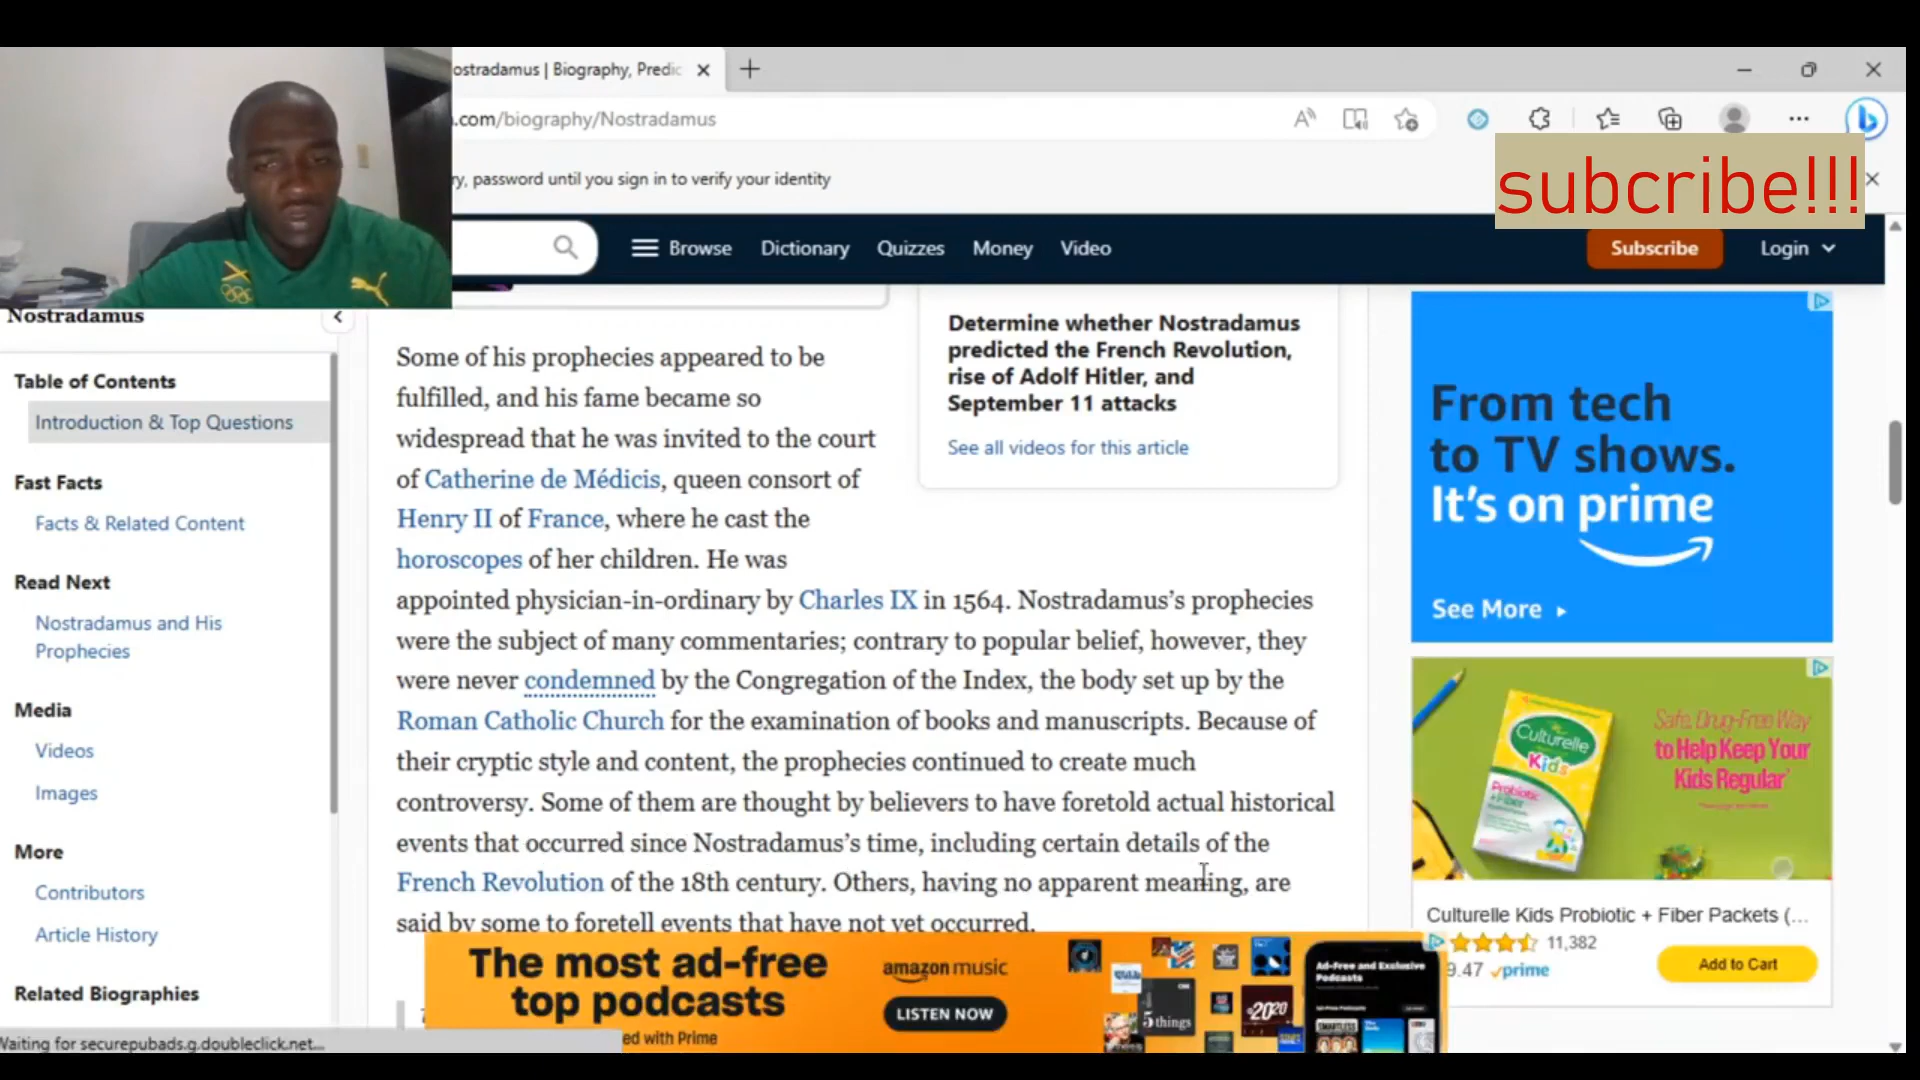 ostradamus | Biography, Predic
.com/biography/Nostradamus
ry, password until you sign in to verify your identity
subcribe!!!
Browse
Dictionary
Quizzes
Money
Video
Subscribe
Login
Nostradamus
Table of Contents
Introduction & Top Questions
Fast Facts
Facts & Related Content
Read Next
Nostradamus and His
Prophecies
Media
Videos
Images
More
Contributors
Article History
Related Biographies
Waiting for securepubads.g.doubleclick.net...
Some of his prophecies appeared to be
fulfilled, and his fame became so
widespread that he was invited to the court
of Catherine de Médicis, queen consort of
Henry II of France, where he cast the
horoscopes of her children. He was
appointed physician-in-ordinary by Charles IX in 1564. Nostradamus's prophecies
were the subject of many commentaries; contrary to popular belief, however, they
were never condemned by the Congregation of the Index, the body set up by the
Roman Catholic Church for the examination of books and manuscripts. Because of
their cryptic style and content, the prophecies continued to create much
controversy. Some of them are thought by believers to have foretold actual historical
events that occurred since Nostradamus's time, including certain details of the
French Revolution of the 18th century. Others, having no apparent meaning, are
said by some to foretell events that have not yet occurred.
Determine whether Nostradamus
predicted the French Revolution,
rise of Adolf Hitler, and
September 11 attacks
See all videos for this article
From tech
to TV shows.
It's on prime
See More
Safe, Drug-Free Way
to Help Keep Your
Kids Regular*
Culturelle
Kids
Probiotic
+Fiber
Culturelle Kids Probiotic + Fiber Packets (...
11,382
9.47 prime
Add to Cart
The most ad-free
top podcasts
ed with Prime
amazon music
LISTEN NOW
5 things
2020
Ad-Free and Exclusive
Podcasts
SMARTLESS